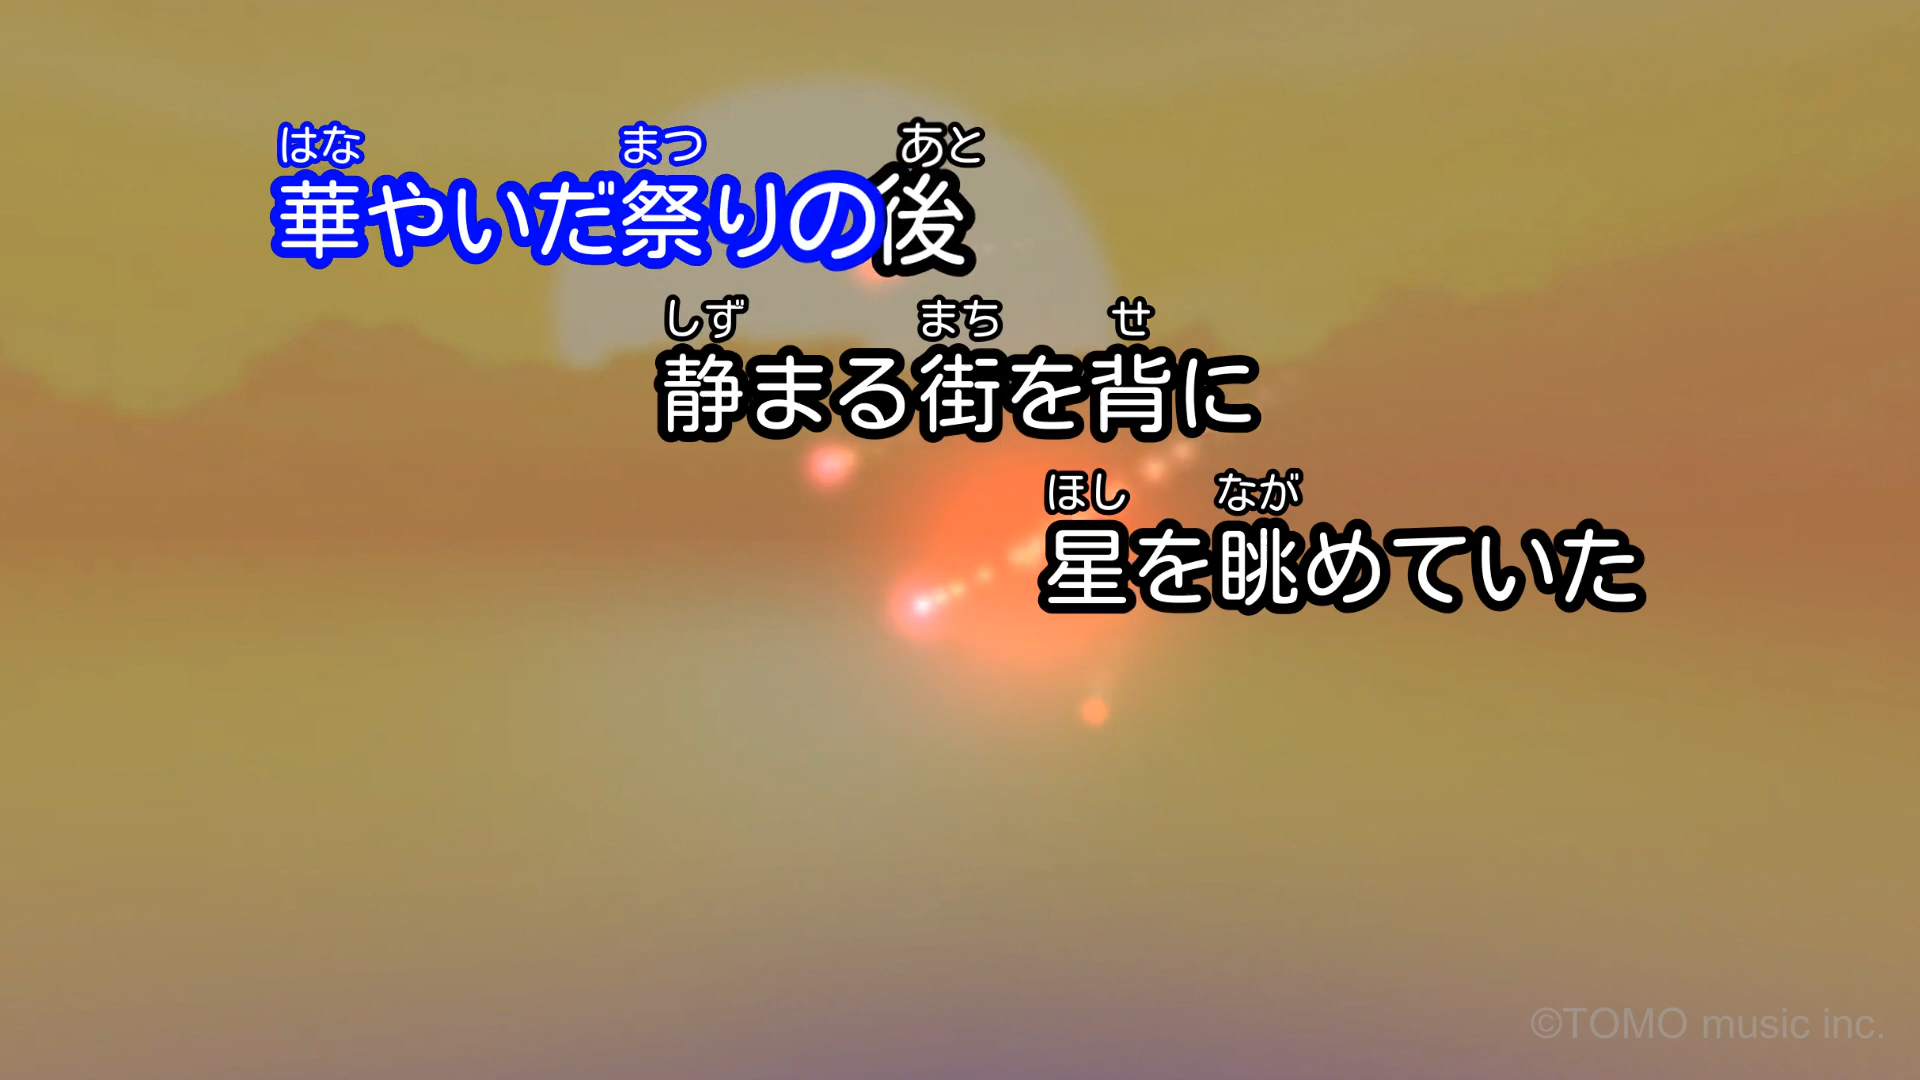 はな まつ あと
華やいだ祭りの後
しず まち せ
静まる街を背に
ほし なが
星を眺めていた
©TOMO music inc.